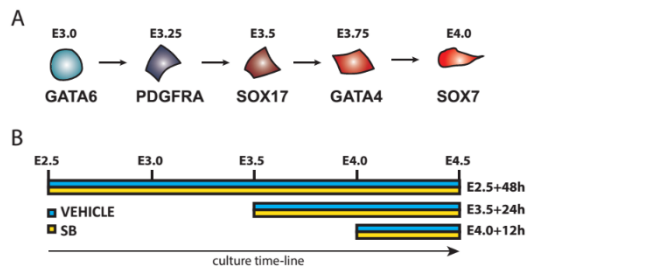 A
E3.0 E3.25 E3.5 E3.75 E4.0
GATA6 PDGFRA SOX17 GATA4 SOX7
B
E2.5 E3.0 E3.5 E4.0 E4.5
E2.5+48h
VEHICLE E3.5+24h
SB E4.0+12h
culture time-line